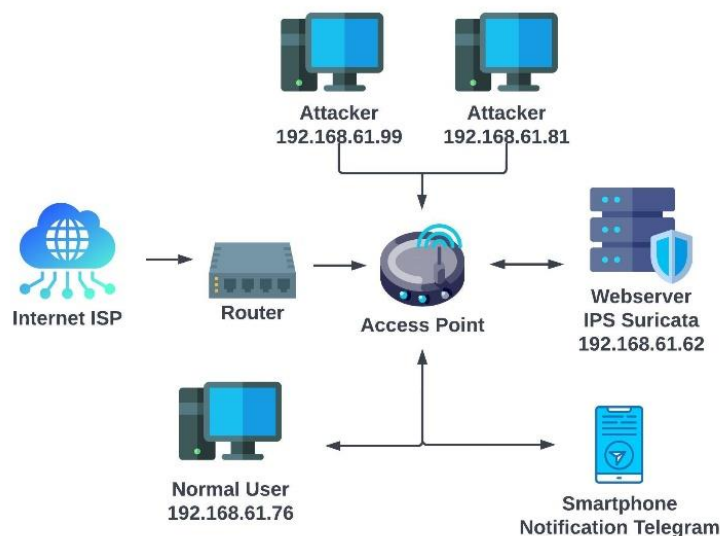 Attacker
192.168.61.99
Attacker
192.168.61.81
Internet ISP
Router
Access Point
Webserver
IPS Suricata
192.168.61.62
Normal User
192.168.61.76
Smartphone
Notification Telegram